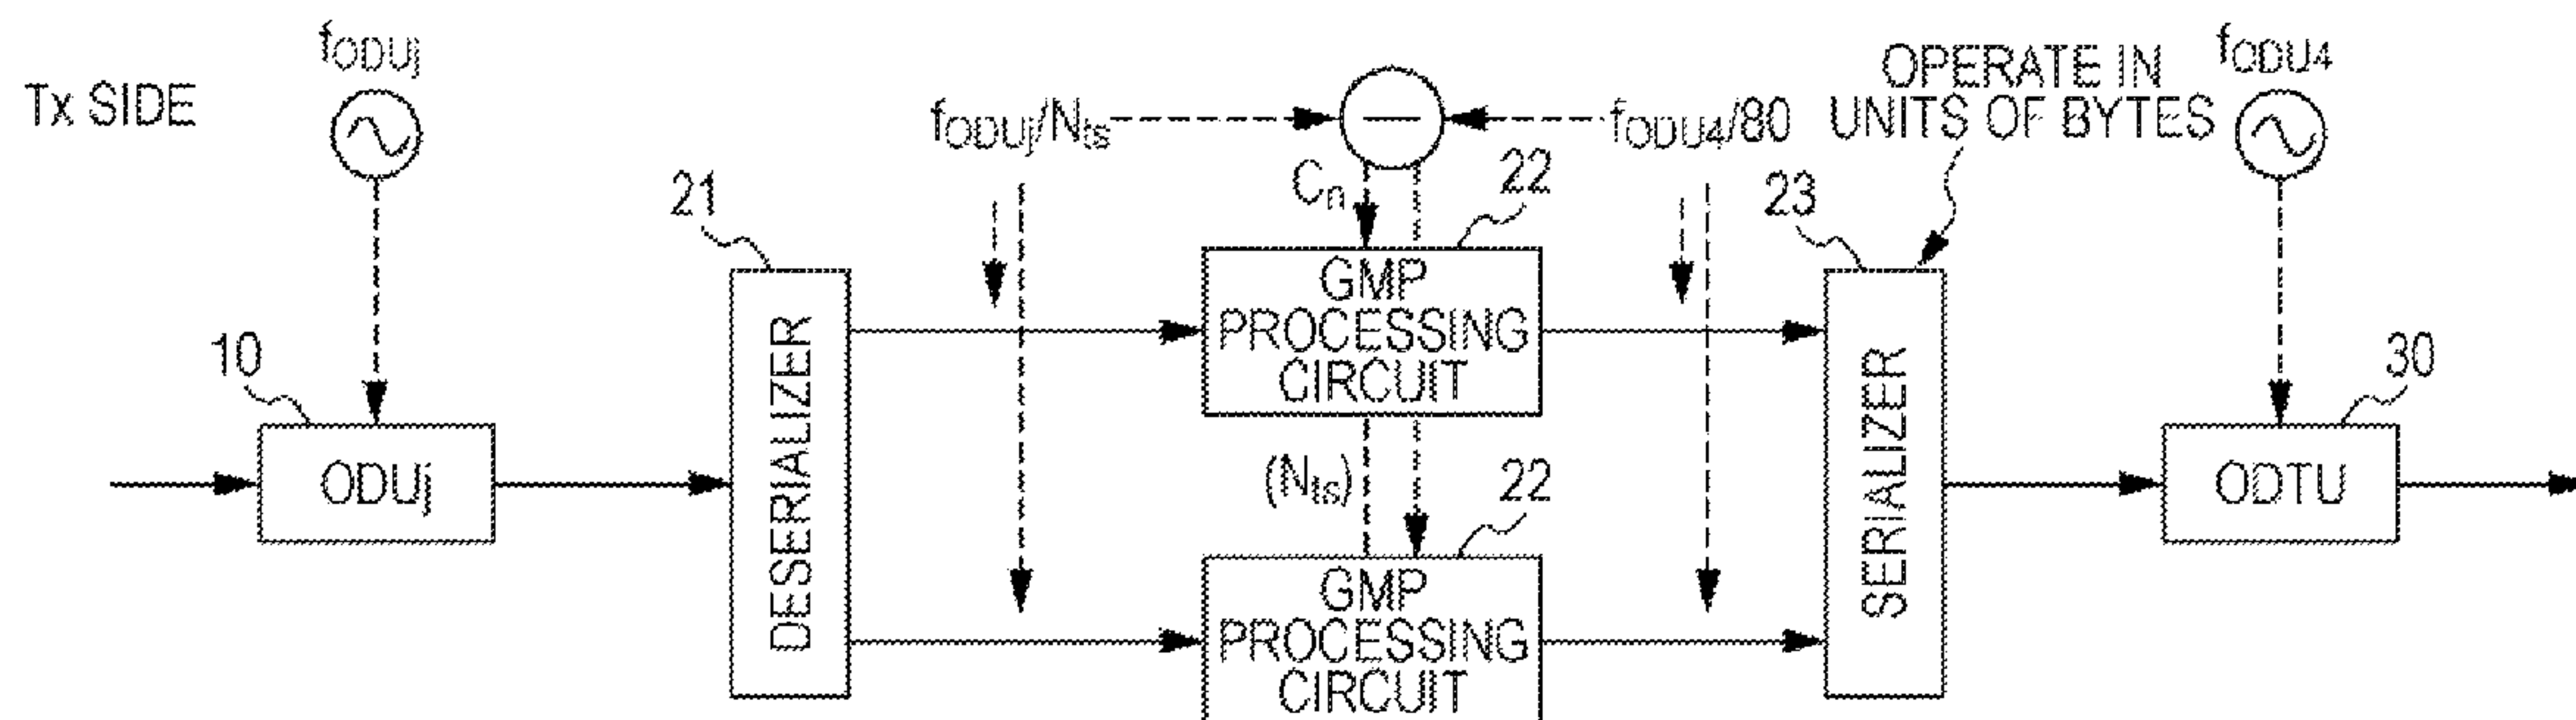 Tx SIDE
fODUj
fODUj/Nts
Cn
fODU4/80
OPERATE IN
UNITS OF BYTES
fODU4
21
22
23
10
30
DESERIALIZER
GMP
PROCESSING
CIRCUIT
SERIALIZER
ODUj
(Nts)
22
ODTU
GMP
PROCESSING
CIRCUIT